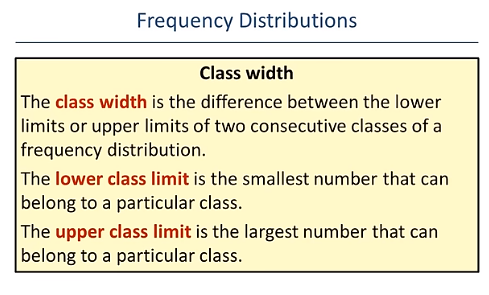 Frequency Distributions
Class width
The class width is the difference between the lower
limits or upper limits of two consecutive classes of a
frequency distribution.
The lower class limit is the smallest number that can
belong to a particular class.
The upper class limit is the largest number that can
belong to a particular class.